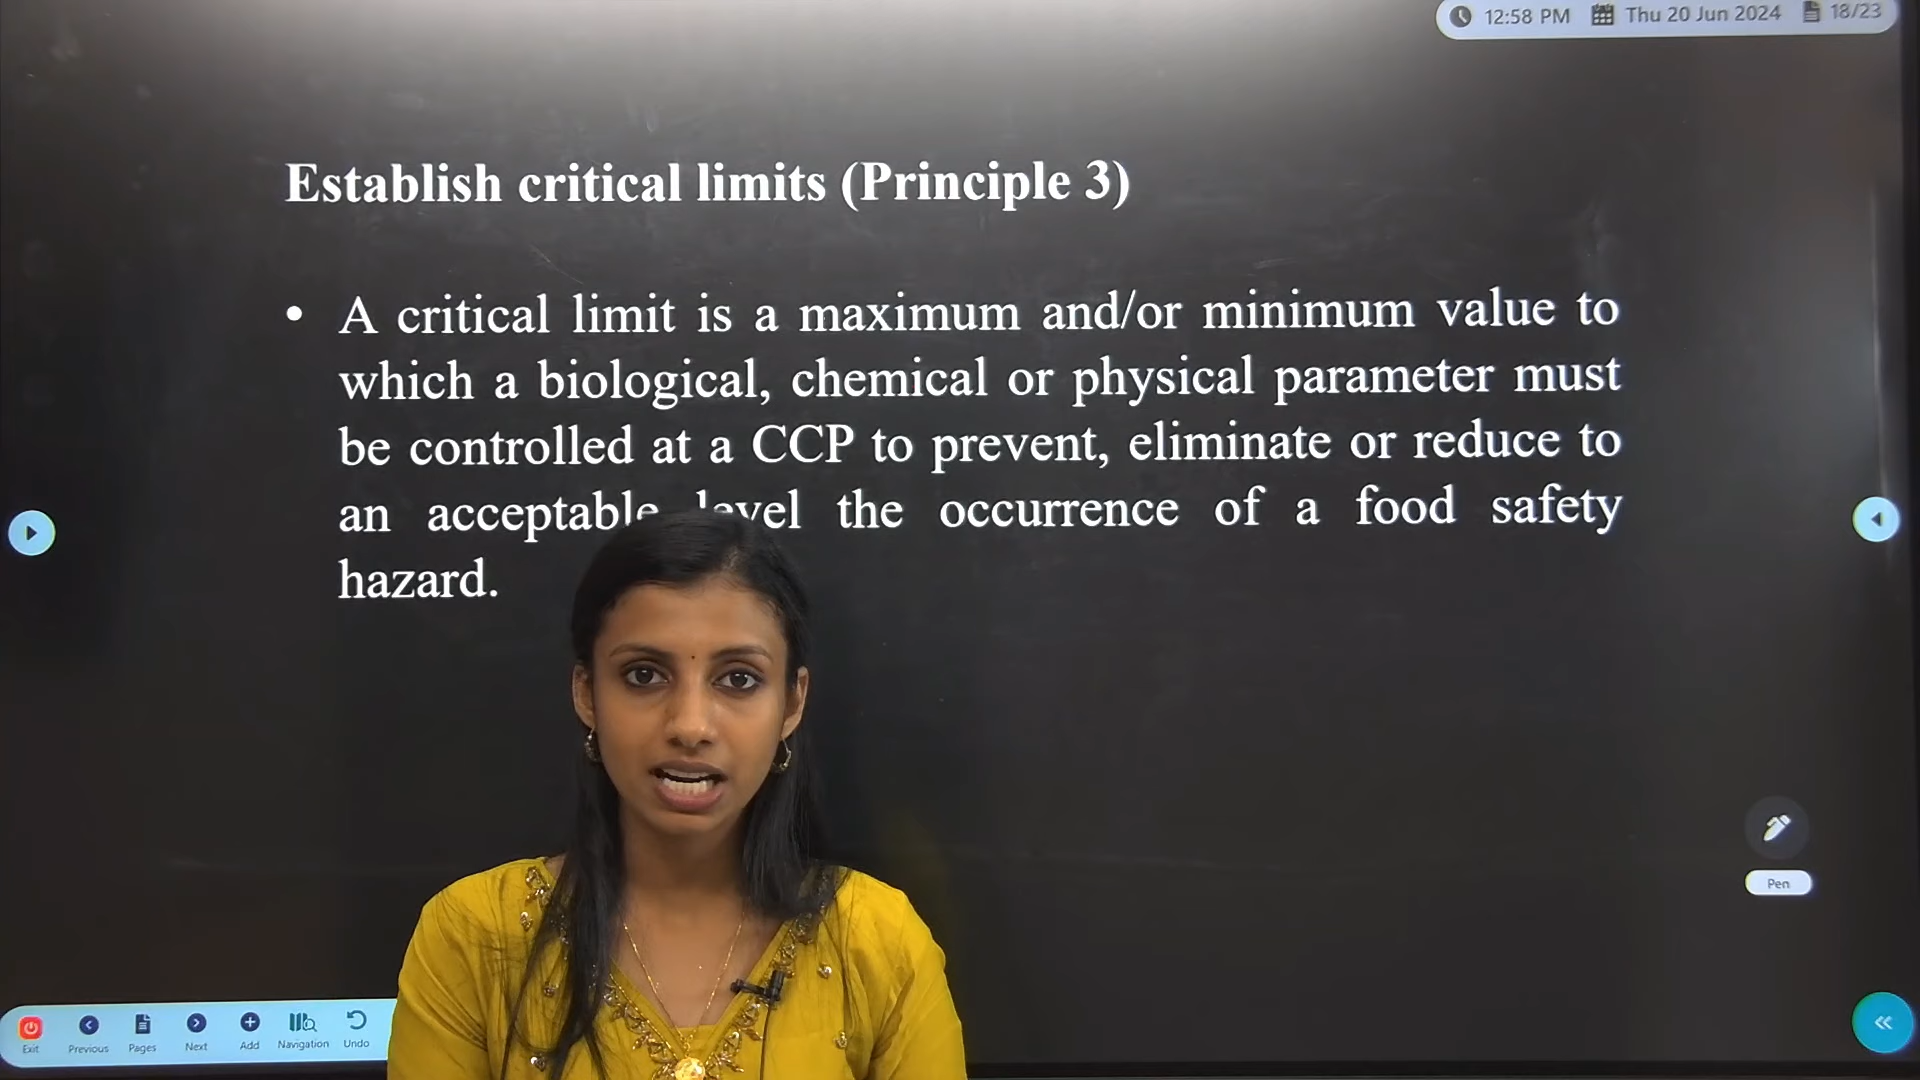 12:58 PM Thu 20 Jun 2024 18/23
Establish critical limits (Principle 3)
• A critical limit is a maximum and/or minimum value to
which a biological, chemical or physical parameter must
be controlled at a CCP to prevent, eliminate or reduce to
an acceptable level the occurrence of a food safety
hazard.
Pen
Exit Previous Pages Next Add Navigation Undo